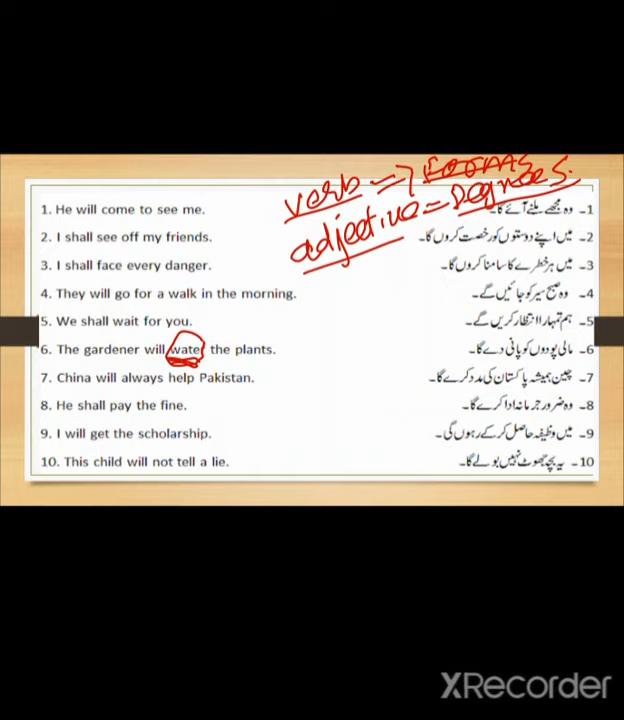 verb => Forms
adjective = Degrees.
1. He will come to see me.
1- وہ مجھے ملنے آئے گا۔
2. I shall see off my friends.
2- میں اپنے دوستوں کو رخصت کروں گا۔
3. I shall face every danger.
3- میں ہر خطرے کا سامنا کروں گا۔
4. They will go for a walk in the morning.
4- وہ صبح سیر کو جائیں گے۔
5. We shall wait for you.
5- ہم تمہارا انتظار کریں گے۔
6. The gardener will water the plants.
6- مالی پودوں کو پانی دے گا۔
7. China will always help Pakistan.
7- چین ہمیشہ پاکستان کی مدد کرے گا۔
8. He shall pay the fine.
8- وہ ضرور جرمانہ ادا کرے گا۔
9. I will get the scholarship.
9- میں وظیفہ حاصل کر کے رہوں گی۔
10. This child will not tell a lie.
10- یہ بچہ جھوٹ نہیں بولے گا۔
XRecorder